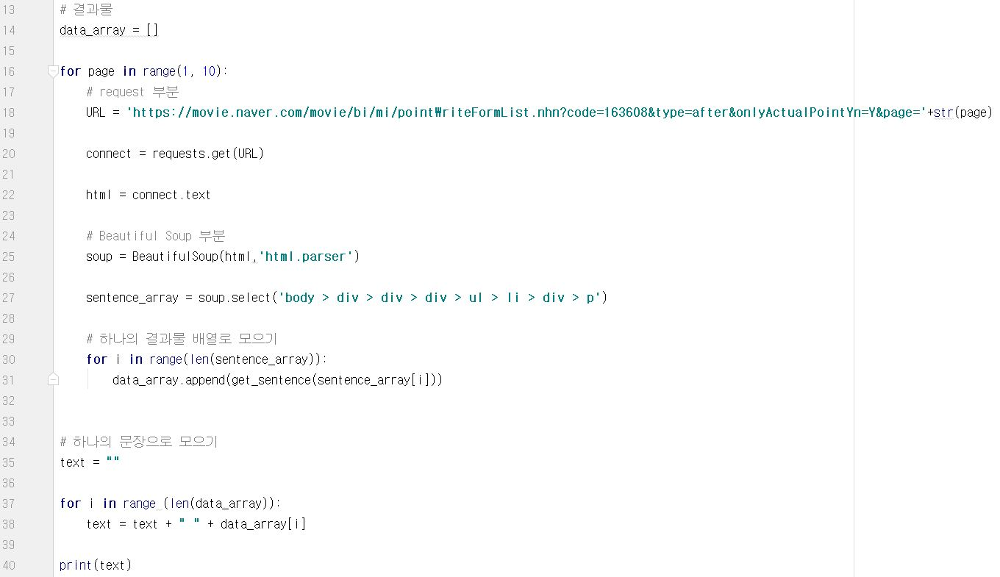 13 # 결과물
14 data_array = []
15
16 for page in range(1, 10):
17 # request 부분
18 URL = 'https://movie.naver.com/movie/bi/mi/point₩riteFormList.nhn?code=163608&type=after&onlyActualPointYn=Y&page='+str(page)
19
20 connect = requests.get(URL)
21
22 html = connect.text
23
24 # Beautiful Soup 부분
25 soup = BeautifulSoup(html,'html.parser')
26
27 sentence_array = soup.select('body > div > div > div > ul > li > div > p')
28
29 # 하나의 결과물 배열로 모으기
30 for i in range(len(sentence_array)):
31 data_array.append(get_sentence(sentence_array[i]))
32
33
34 # 하나의 문장으로 모으기
35 text = ""
36
37 for i in range (len(data_array)):
38 text = text + " " + data_array[i]
39
40 print(text)